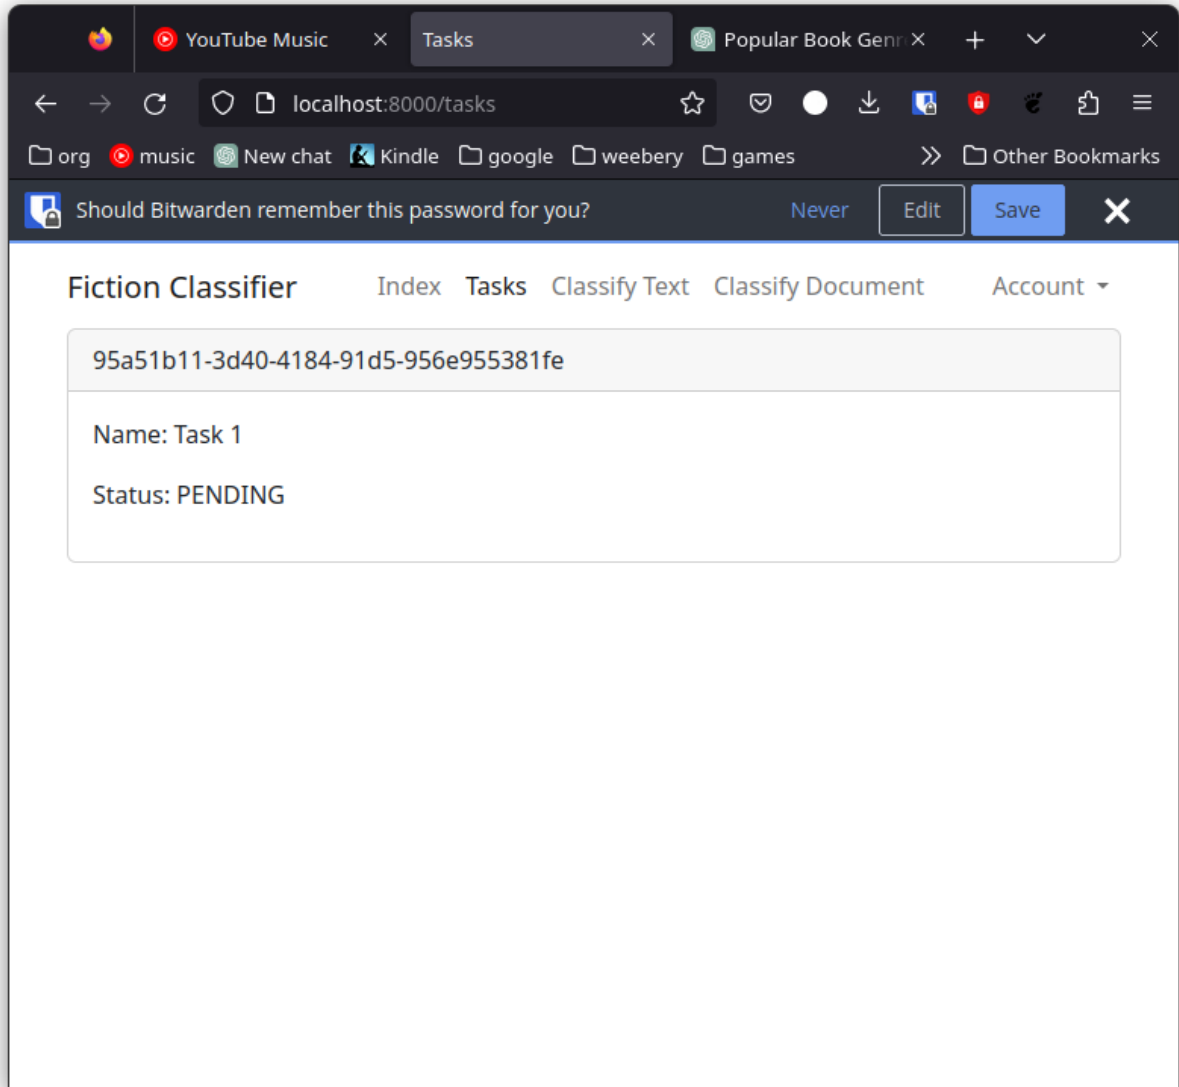 YouTube Music
Tasks
Popular Book Genr
localhost:8000/tasks
org music New chat Kindle google weebery games Other Bookmarks
Should Bitwarden remember this password for you? Never Edit Save
Fiction Classifier Index Tasks Classify Text Classify Document Account
95a51b11-3d40-4184-91d5-956e955381fe
Name: Task 1
Status: PENDING